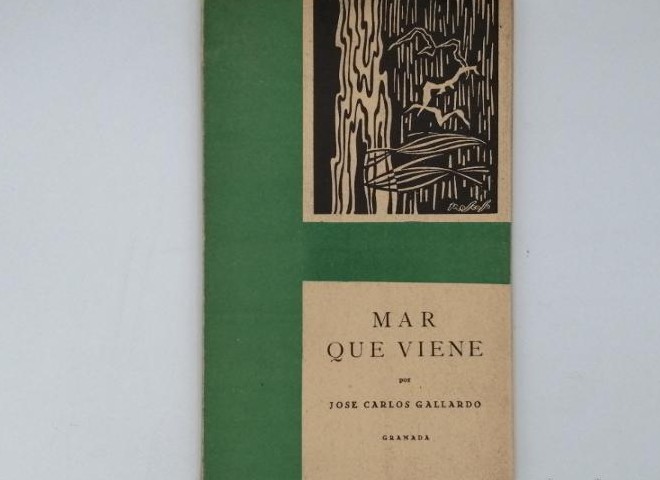 MAR
QUE VIENE
por
JOSE CARLOS GALLARDO
GRANADA